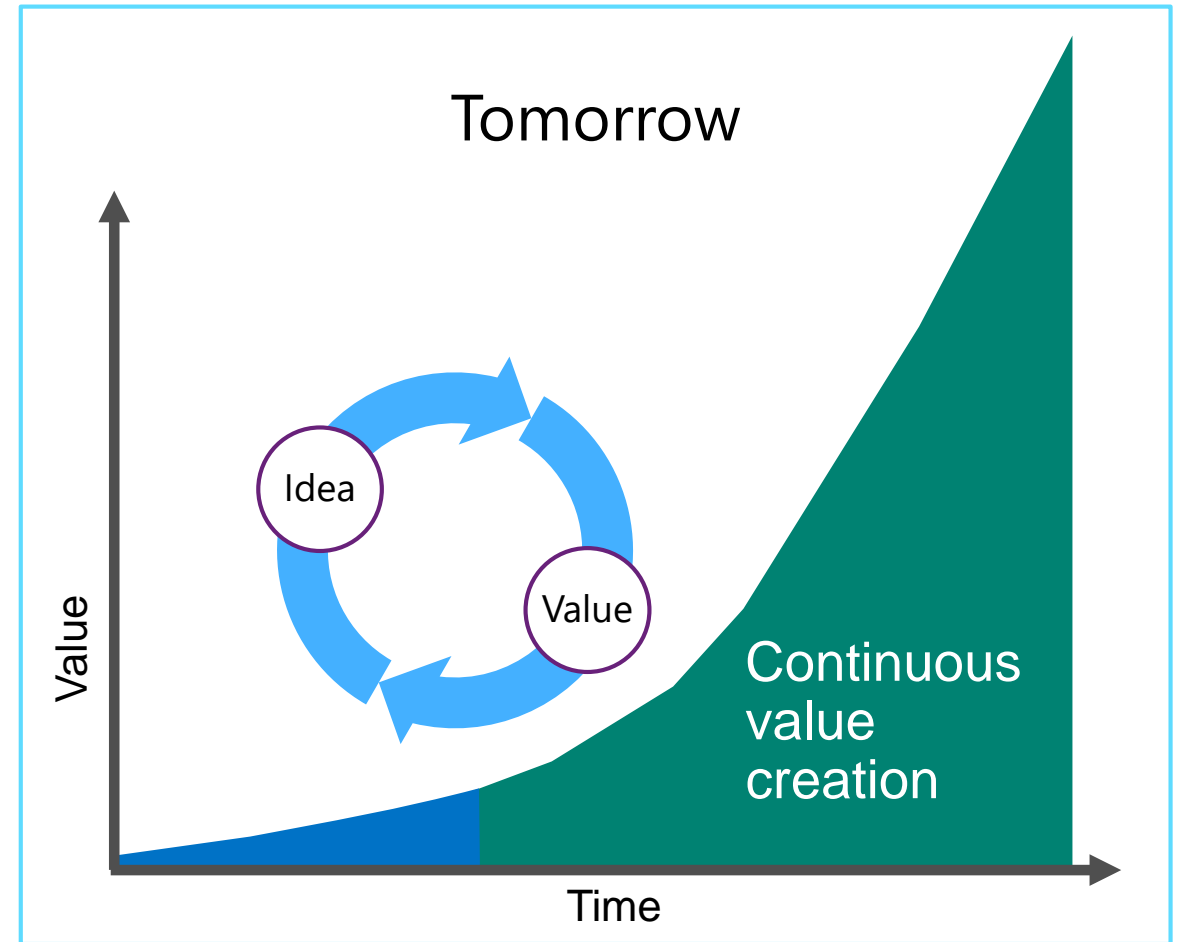 Tomorrow
Idea
Value
Value
Continuous
value
creation
Time